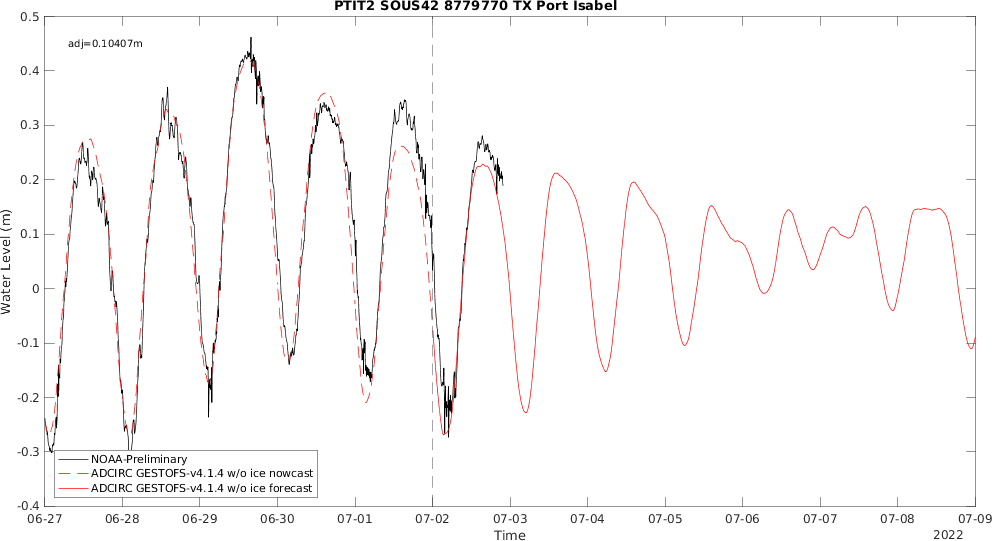 PTIT2 SOUS42 8779770 TX Port Isabel
adj=0.10407m
0.5
0.4
0.3
0.2
0.1
0
-0.1
-0.2
-0.3
-0.4
Water Level (m)
NOAA-Preliminary
ADCIRC GESTOFS-v4.1.4 w/o ice nowcast
ADCIRC GESTOFS-v4.1.4 w/o ice forecast
06-27 06-28 06-29 06-30 07-01 07-02 07-03 07-04 07-05 07-06 07-07 07-08 07-09
Time
2022